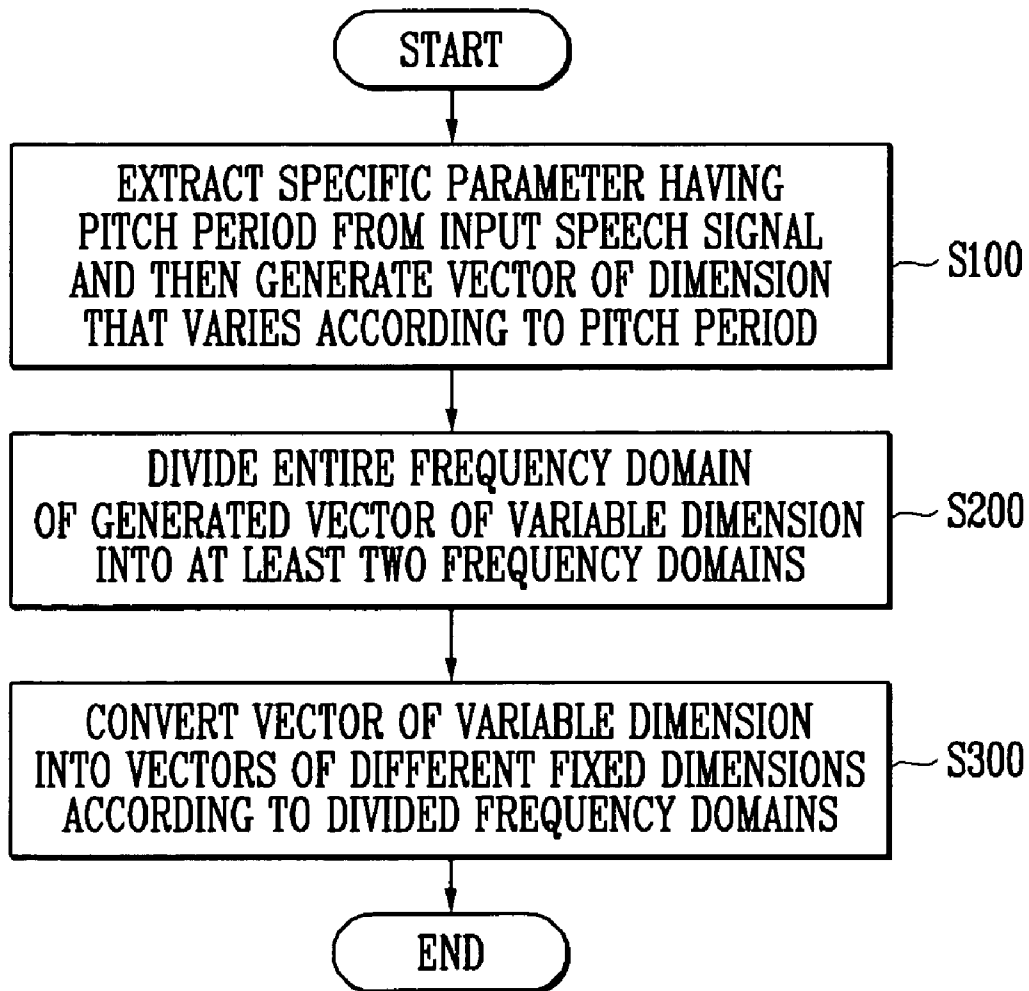 START
EXTRACT SPECIFIC PARAMETER HAVING
PITCH PERIOD FROM INPUT SPEECH SIGNAL
AND THEN GENERATE VECTOR OF DIMENSION
THAT VARIES ACCORDING TO PITCH PERIOD
S100
DIVIDE ENTIRE FREQUENCY DOMAIN
OF GENERATED VECTOR OF VARIABLE DIMENSION
INTO AT LEAST TWO FREQUENCY DOMAINS
S200
CONVERT VECTOR OF VARIABLE DIMENSION
INTO VECTORS OF DIFFERENT FIXED DIMENSIONS
ACCORDING TO DIVIDED FREQUENCY DOMAINS
S300
END